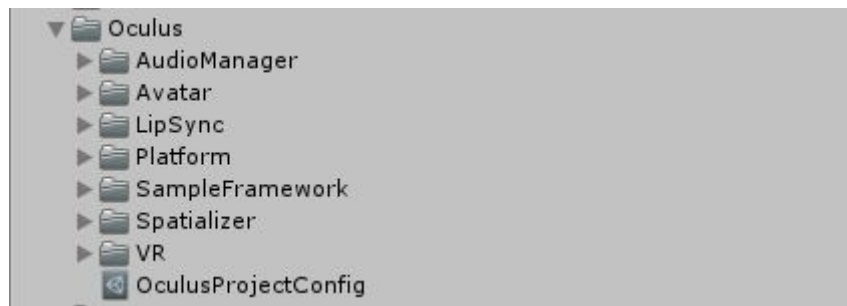 Oculus
AudioManager
Avatar
LipSync
Platform
SampleFramework
Spatializer
VR
OculusProjectConfig